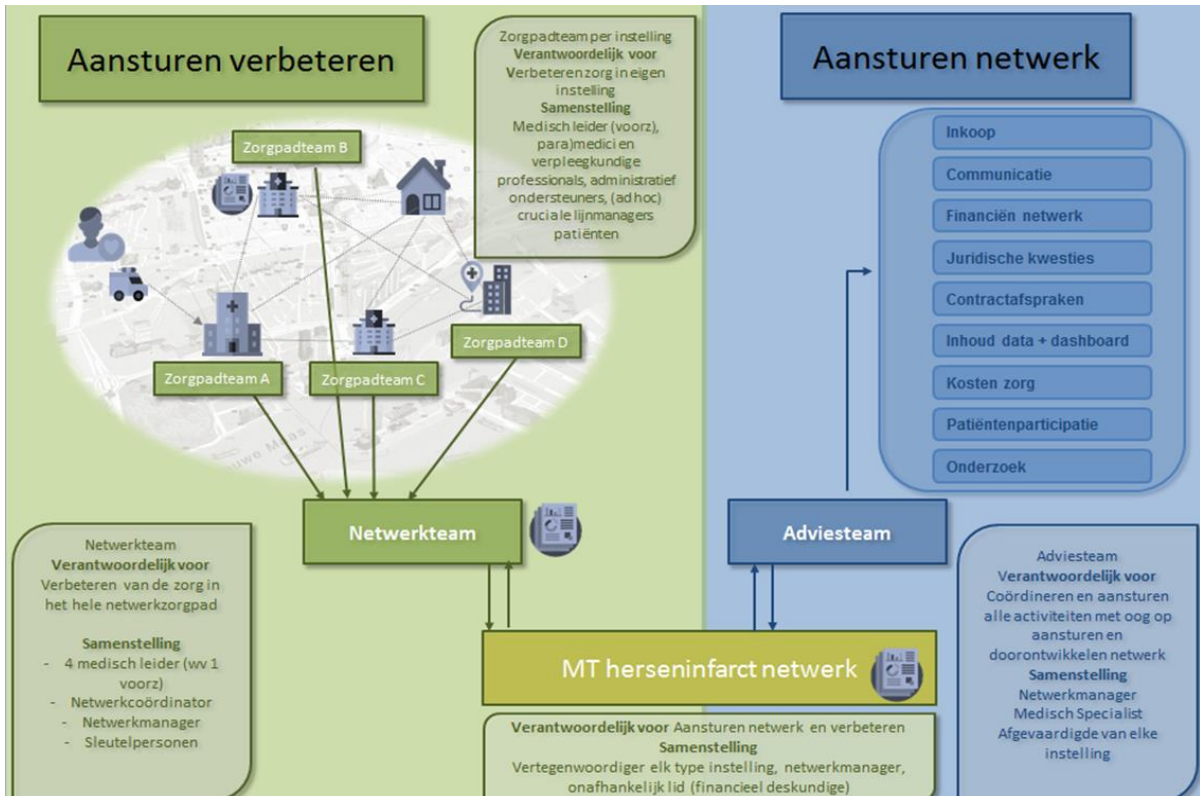 Aansturen verbeteren
Zorgpadteam per instelling
Verantwoordelijk voor
Verbeteren zorg in eigen
instelling
Samenstelling
Medisch leider (voorz),
para)medici en
verpleegkundige
professionals, administratief
ondersteuners, (ad hoc)
cruciale lijnmanagers
patiënten
Zorgpadteam B
Zorgpadteam D
Zorgpadteam A
Zorgpadteam C
Netwerkteam
Netwerkteam
Verantwoordelijk voor
Verbeteren van de zorg in
het hele netwerkzorgpad
Samenstelling
- 4 medisch leider (wv 1
voorz)
- Netwerkcoördinator
- Netwerkmanager
- Sleutelpersonen
Aansturen netwerk
Inkoop
Communicatie
Financiën netwerk
Juridische kwesties
Contractafspraken
Inhoud data + dashboard
Kosten zorg
Patiëntenparticipatie
Onderzoek
Adviesteam
Adviesteam
Verantwoordelijk voor
Coördineren en aansturen
alle activiteiten met oog op
aansturen en
doorontwikkelen netwerk
Samenstelling
Netwerkmanager
Medisch Specialist
Afgevaardigde van elke
instelling
MT herseninfarct netwerk
Verantwoordelijk voor Aansturen netwerk en verbeteren
Samenstelling
Vertegenwoordiger elk type instelling, netwerkmanager,
onafhankelijk lid (financieel deskundige)